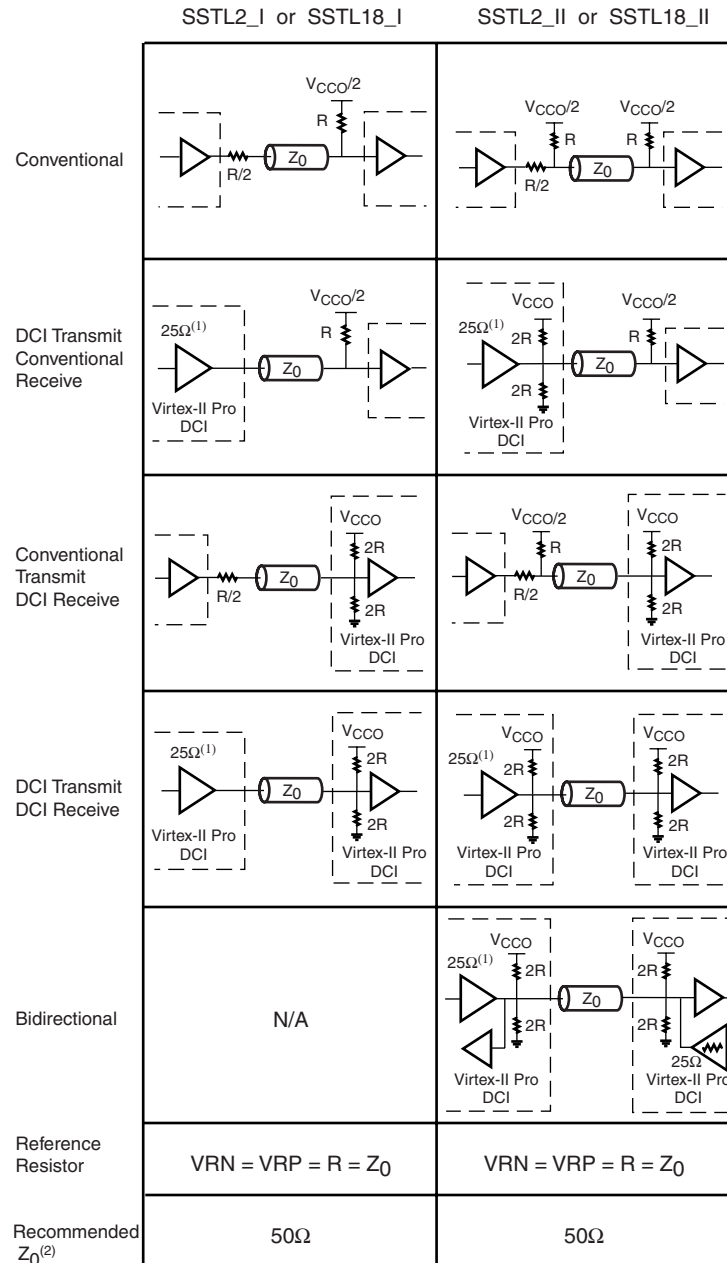 SSTL2_I or SSTL18_I
SSTL2_II or SSTL18_II
Conventional
VCCO/2
R
R/2
Z0
VCCO/2
VCCO/2
R
R
R/2
Z0
DCI Transmit
Conventional
Receive
25Ω(1)
VCCO/2
R
Z0
Virtex-II Pro
DCI
25Ω(1)
VCCO
2R
2R
VCCO/2
R
Z0
Virtex-II Pro
DCI
Conventional
Transmit
DCI Receive
R/2
Z0
VCCO
2R
2R
Virtex-II Pro
DCI
VCCO/2
R
R/2
Z0
VCCO
2R
2R
Virtex-II Pro
DCI
DCI Transmit
DCI Receive
25Ω(1)
Virtex-II Pro
DCI
Z0
VCCO
2R
2R
Virtex-II Pro
DCI
25Ω(1)
VCCO
2R
2R
Virtex-II Pro
DCI
Z0
VCCO
2R
2R
Virtex-II Pro
DCI
Bidirectional
N/A
25Ω(1)
VCCO
2R
2R
Virtex-II Pro
DCI
Z0
VCCO
2R
2R
25Ω
Virtex-II Pro
DCI
Reference
Resistor
VRN = VRP = R = Z0
VRN = VRP = R = Z0
Recommended
Z0(2)
50Ω
50Ω